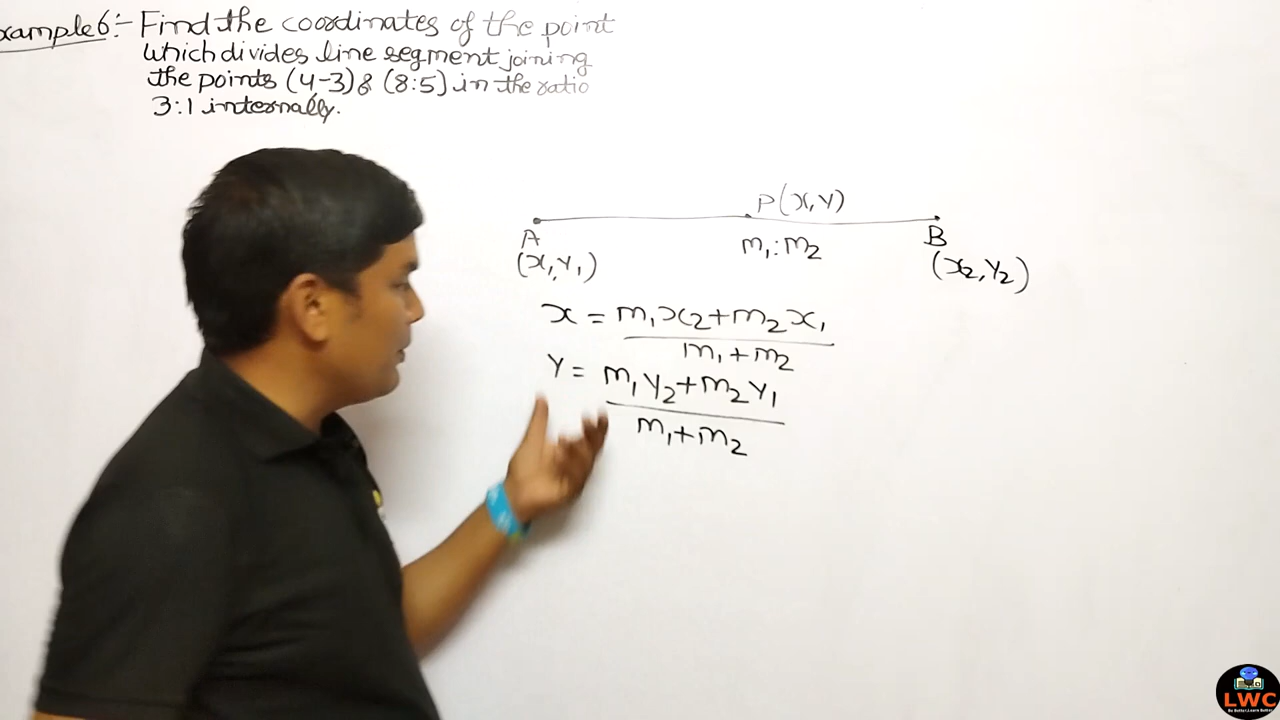 xample 6:- Find the coordinates of the point
which divides line segment joining
the points (4-3) & (8:5) in the ratio
3:1 internally.
P(x,y)
A
B
m₁:m₂
(x₁,y₁)
(x₂,y₂)
x = m₁x₂+m₂x₁
m₁+m₂
y = m₁y₂+m₂y₁
m₁+m₂
LWC